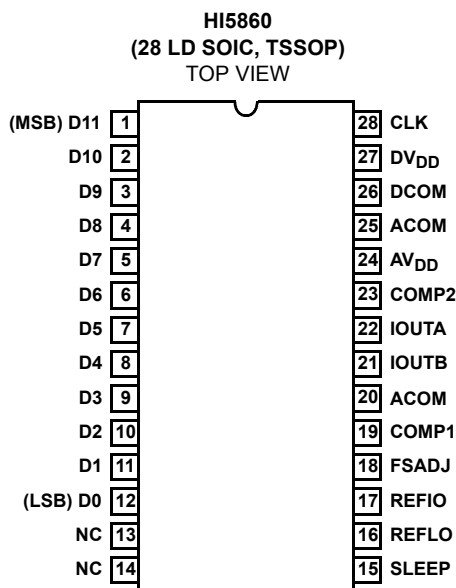 HI5860
(28 LD SOIC, TSSOP)
TOP VIEW
(MSB) D11 1 28 CLK
D10 2 27 DVDD
D9 3 26 DCOM
D8 4 25 ACOM
D7 5 24 AVDD
D6 6 23 COMP2
D5 7 22 IOUTA
D4 8 21 IOUTB
D3 9 20 ACOM
D2 10 19 COMP1
D1 11 18 FSADJ
(LSB) D0 12 17 REFIO
NC 13 16 REFLO
NC 14 15 SLEEP